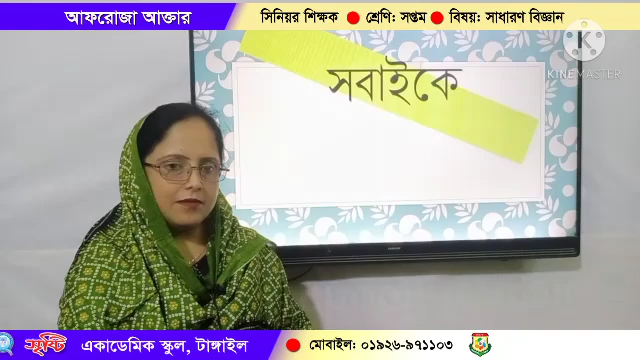 আফরোজা আক্তার
সিনিয়র শিক্ষক ● শ্রেণি: সপ্তম ● বিষয়: সাধারণ বিজ্ঞান
KINEMASTER
সবাইকে
সৃষ্টি একাডেমিক স্কুল, টাঙ্গাইল ● মোবাইল: ০১৯২৬-৯৭১১০৩